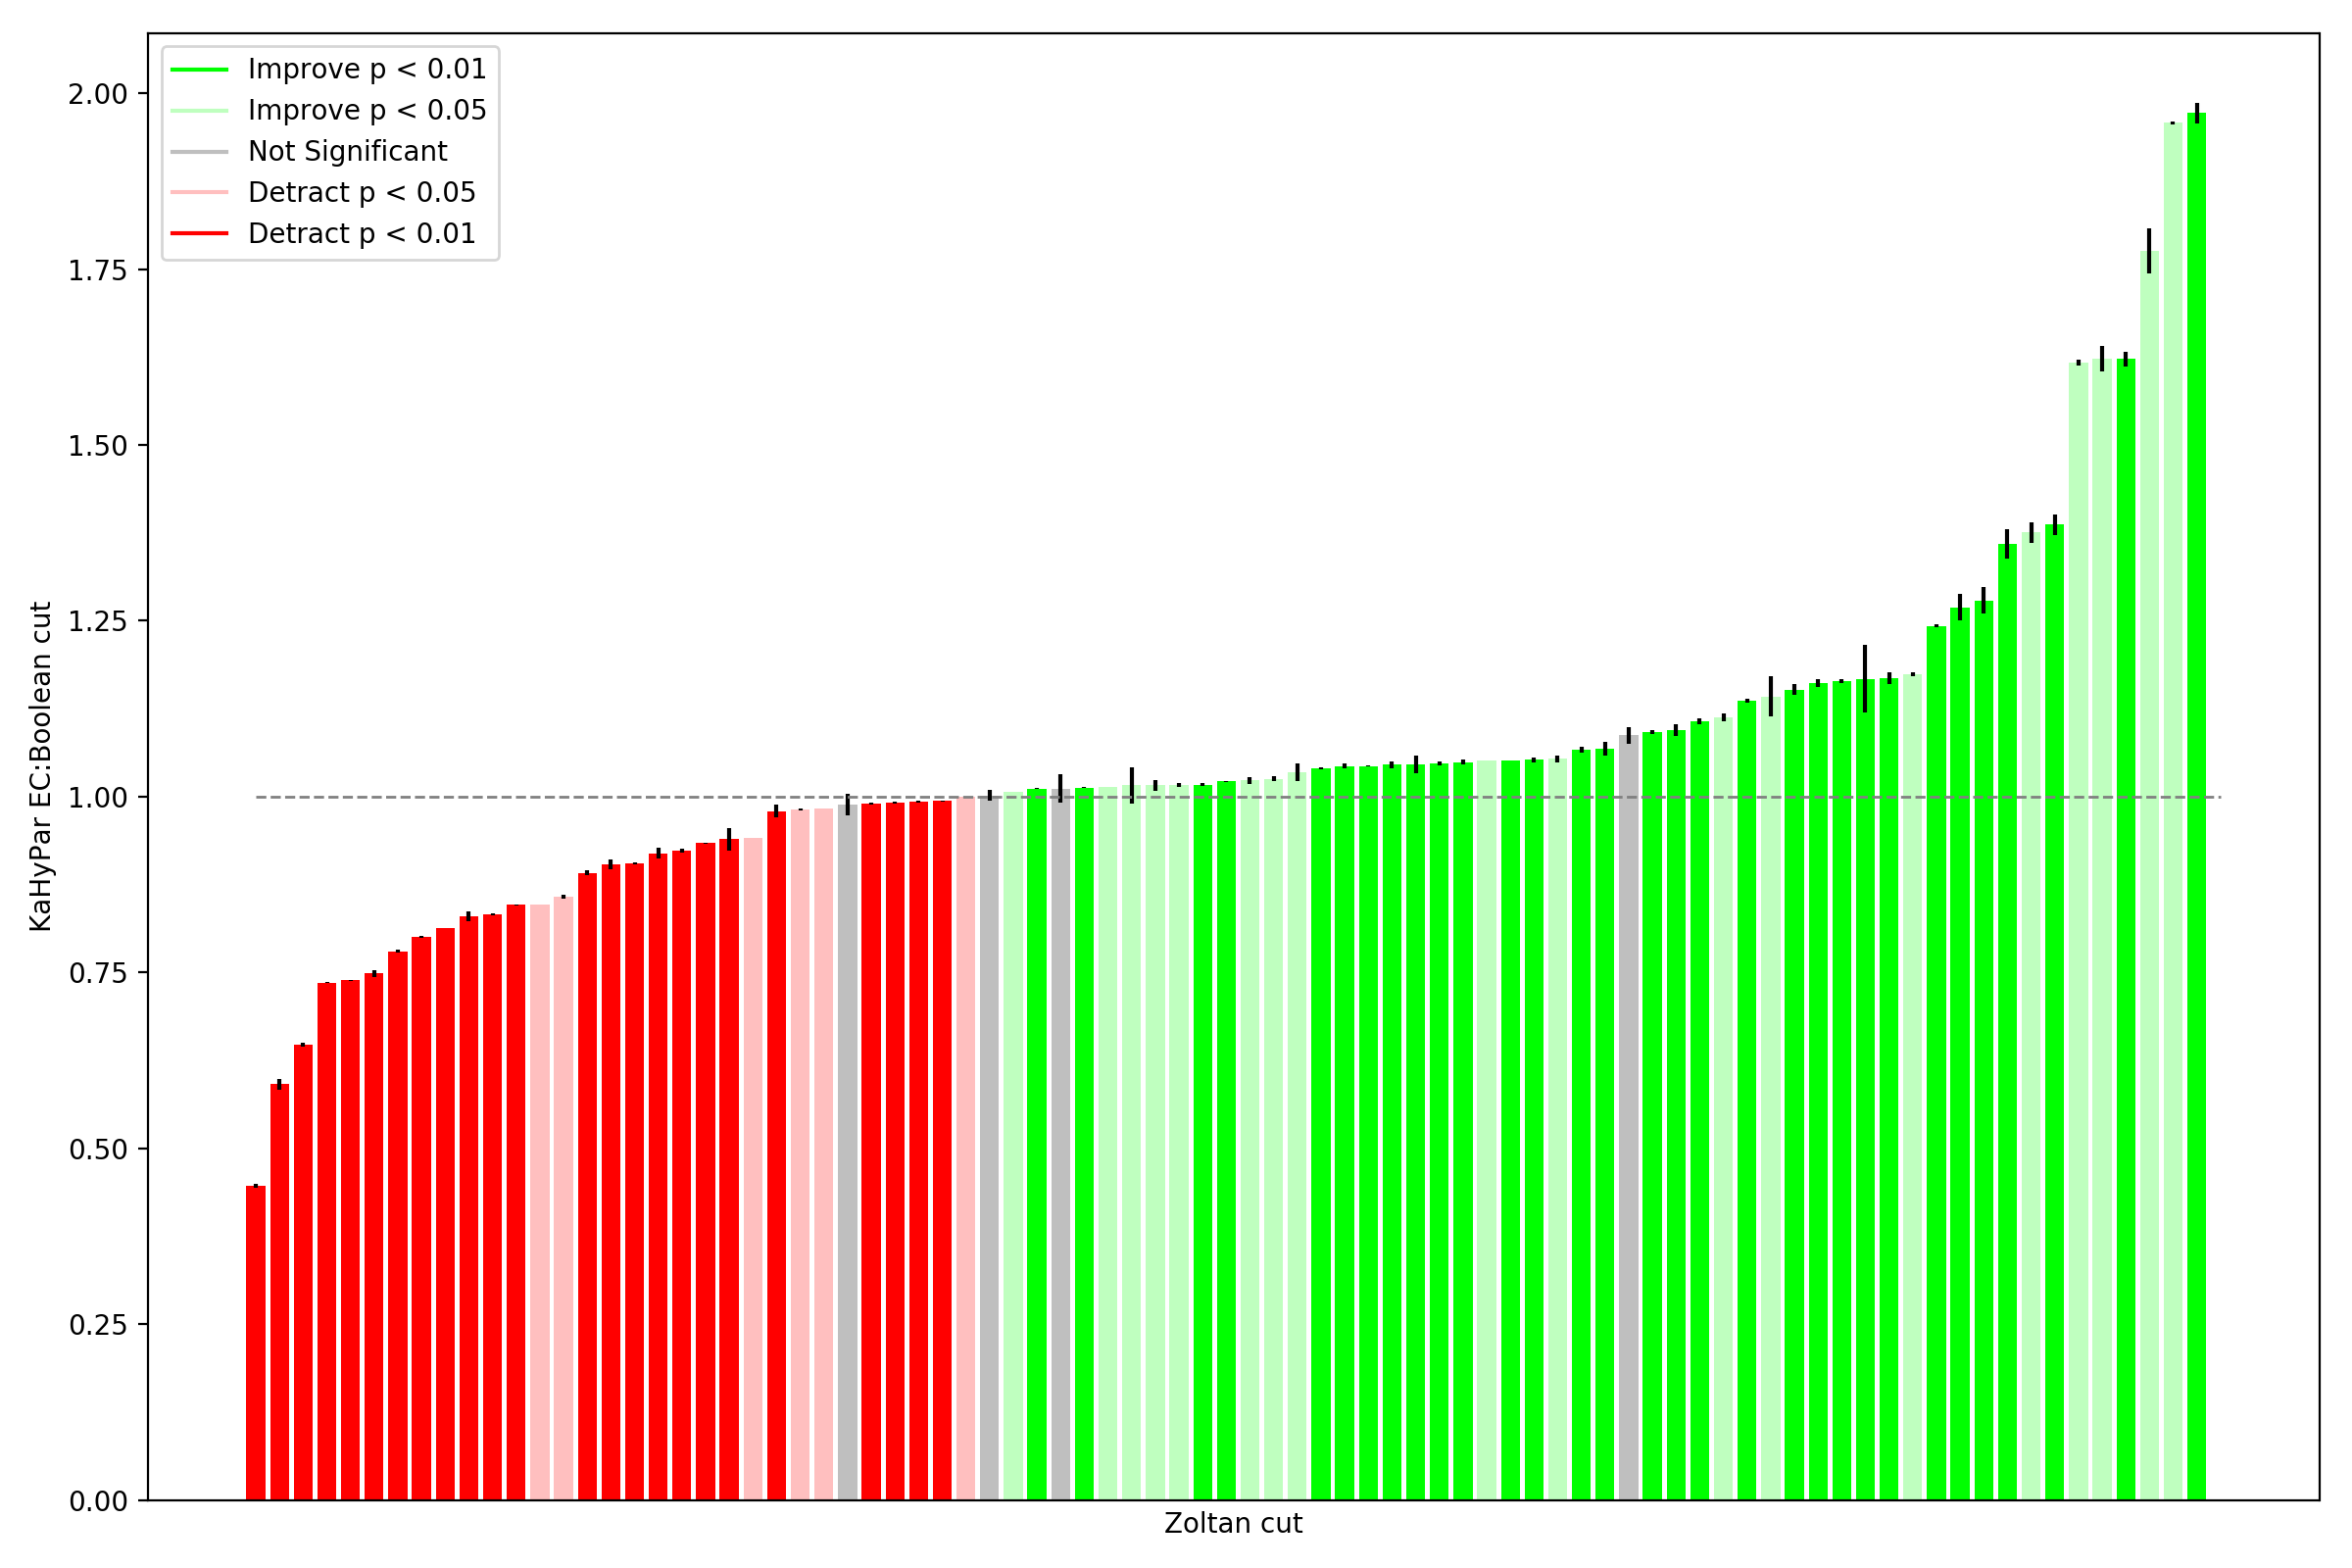 Improve p < 0.01
Improve p < 0.05
Not Significant
Detract p < 0.05
Detract p < 0.01
2.00
1.75
1.50
1.25
1.00
0.75
0.50
0.25
0.00
KaHyPar EC:Boolean cut
Zoltan cut